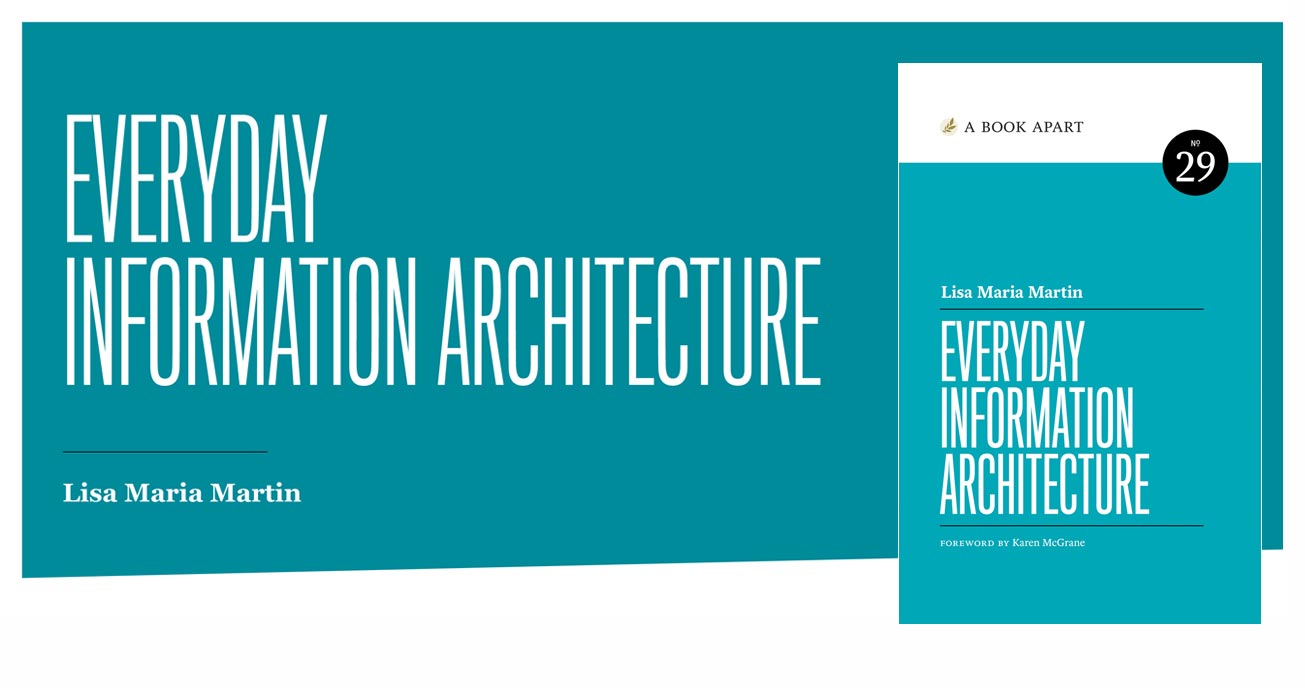 EVERYDAY
INFORMATION ARCHITECTURE
Lisa Maria Martin
A BOOK APART
Nº
29
Lisa Maria Martin
EVERYDAY
INFORMATION
ARCHITECTURE
FOREWORD BY Karen McGrane